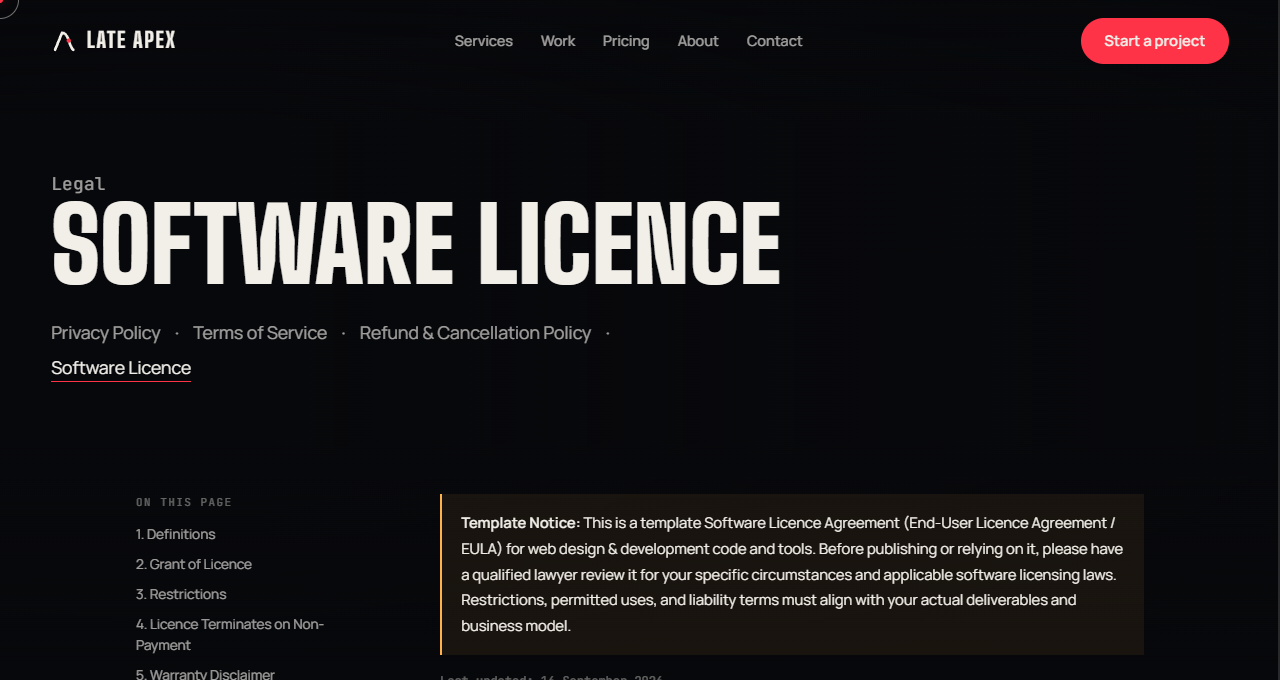 LATE APEX
Services
Work
Pricing
About
Contact
Start a project
Legal
SOFTWARE LICENCE
Privacy Policy · Terms of Service · Refund & Cancellation Policy ·
Software Licence
ON THIS PAGE
1. Definitions
2. Grant of Licence
3. Restrictions
4. Licence Terminates on Non-
Payment
5. Warranty Disclaimer
Template Notice: This is a template Software Licence Agreement (End-User Licence Agreement /
EULA) for web design & development code and tools. Before publishing or relying on it, please have
a qualified lawyer review it for your specific circumstances and applicable software licensing laws.
Restrictions, permitted uses, and liability terms must align with your actual deliverables and
business model.
Last updated: 16 September